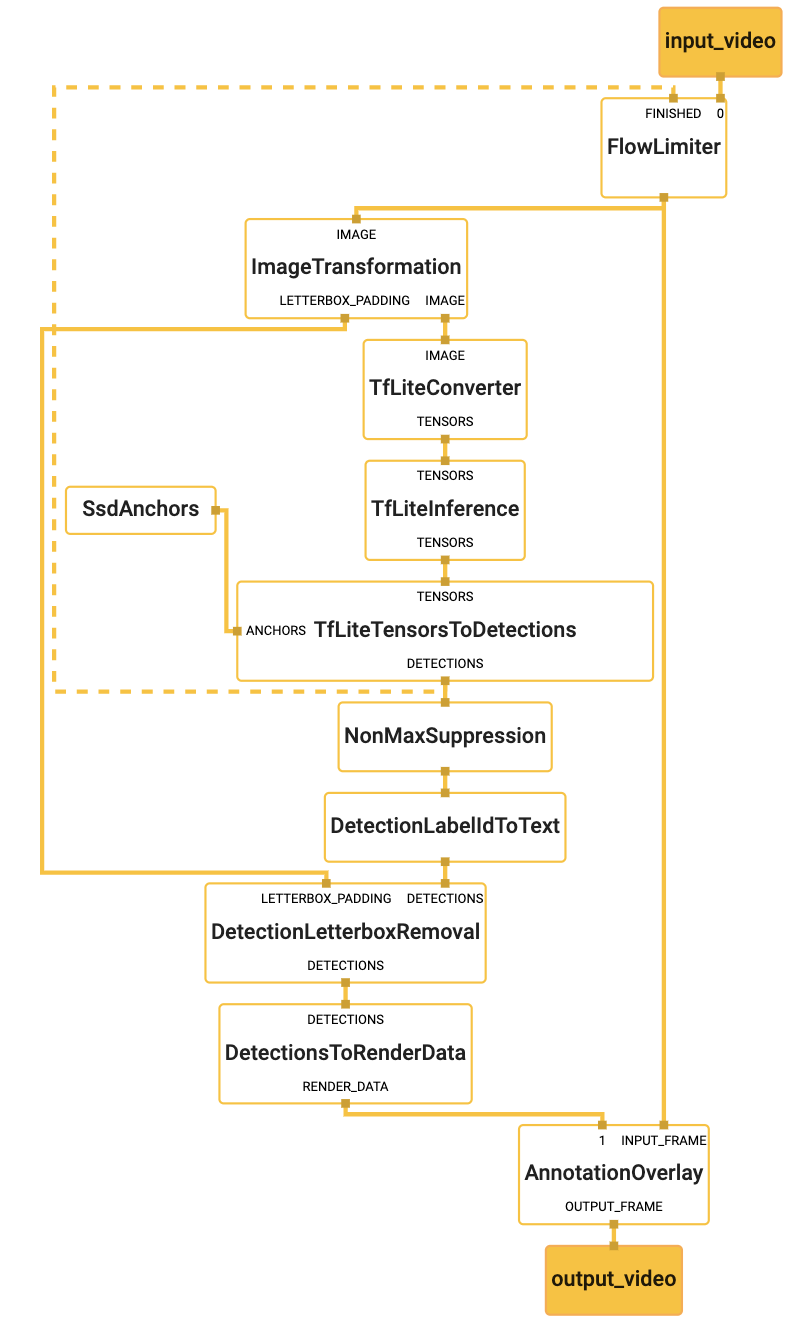 input_video
FINISHED 0
FlowLimiter
IMAGE
ImageTransformation
LETTERBOX_PADDING IMAGE
IMAGE
TfLiteConverter
TENSORS
TENSORS
SsdAnchors
TfLiteInference
TENSORS
TENSORS
ANCHORS TfLiteTensorsToDetections
DETECTIONS
NonMaxSuppression
DetectionLabelIdToText
LETTERBOX_PADDING DETECTIONS
DetectionLetterboxRemoval
DETECTIONS
DETECTIONS
DetectionsToRenderData
RENDER_DATA
1 INPUT_FRAME
AnnotationOverlay
OUTPUT_FRAME
output_video